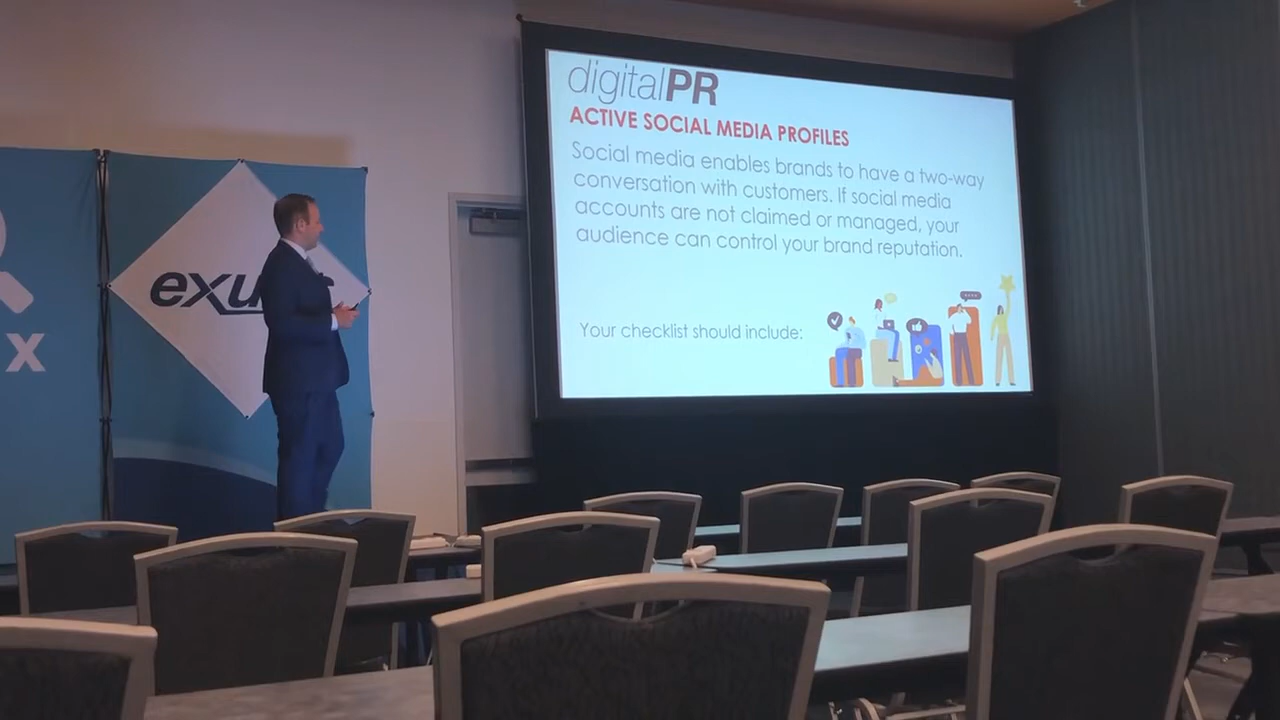 digitalPR
ACTIVE SOCIAL MEDIA PROFILES
Social media enables brands to have a two-way
conversation with customers. If social media
accounts are not claimed or managed, your
audience can control your brand reputation.
Your checklist should include:
exu
x